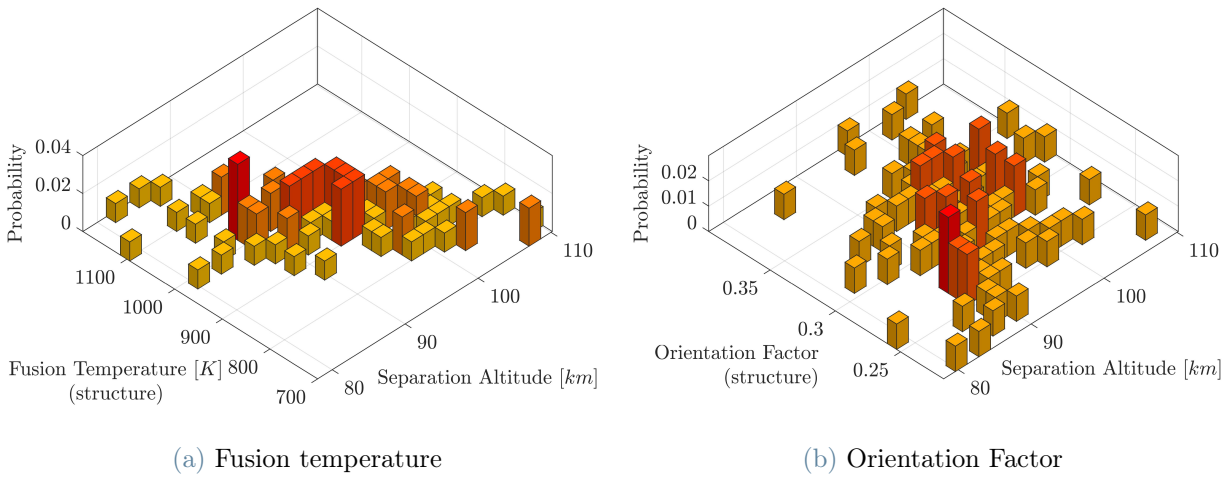 Probability
0.04
0.02
0
1100
1000
900
800
700
Fusion Temperature [K]
(structure)
80
90
100
110
Separation Altitude [km]
(a) Fusion temperature
Probability
0.02
0.01
0
0.35
0.3
0.25
Orientation Factor
(structure)
80
90
100
110
Separation Altitude [km]
(b) Orientation Factor